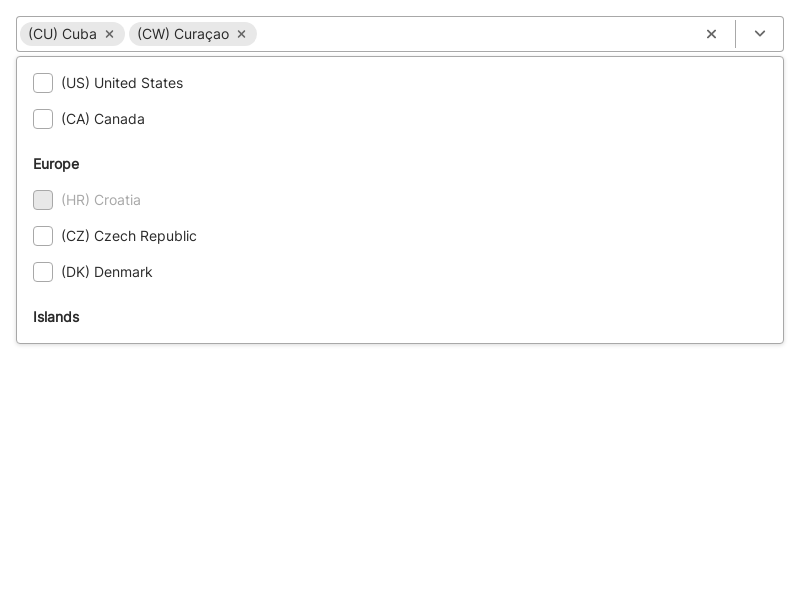 (CU) Cuba (CW) Curaçao
(US) United States
(CA) Canada
Europe
(HR) Croatia
(CZ) Czech Republic
(DK) Denmark
Islands